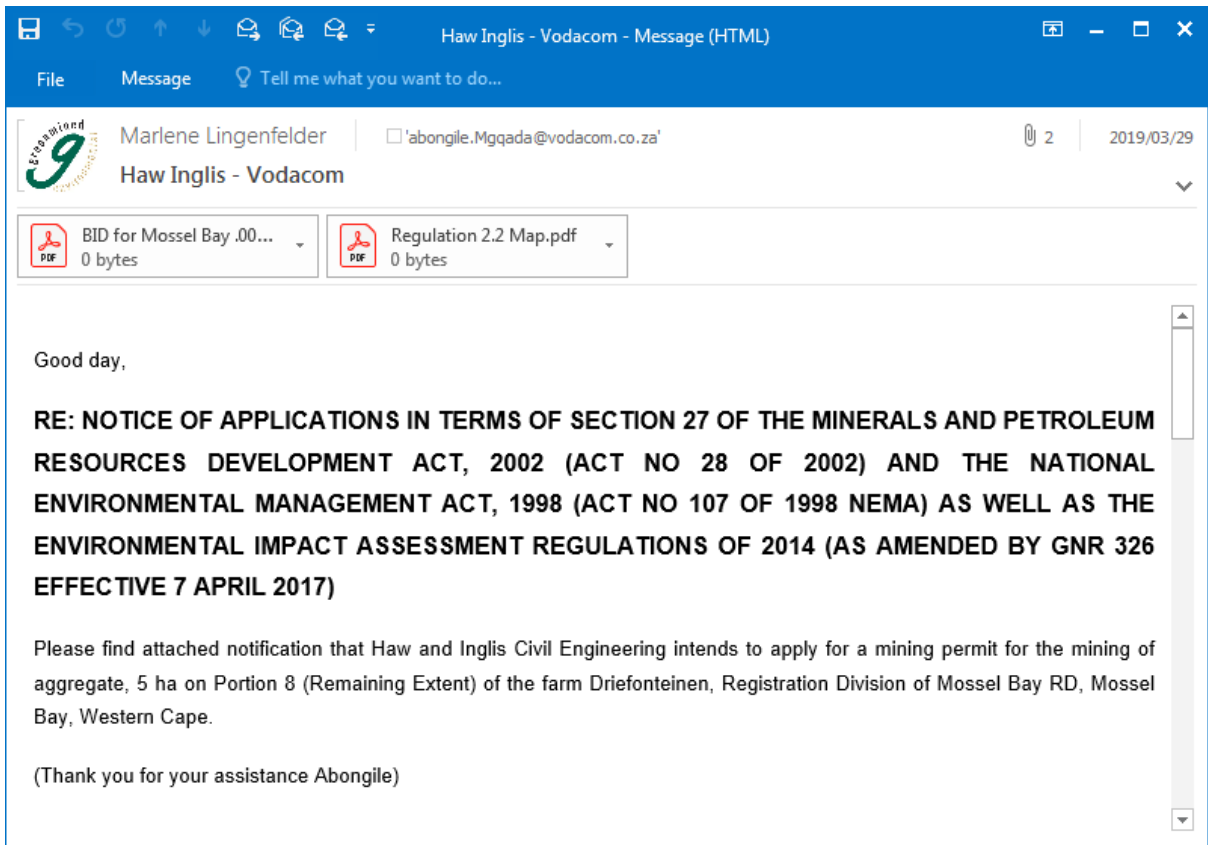 Haw Inglis - Vodacom - Message (HTML)
File Message Tell me what you want to do...
Marlene Lingenfelder 'abongile.Mgqada@vodacom.co.za' 2 2019/03/29
Haw Inglis - Vodacom
BID for Mossel Bay .00... Regulation 2.2 Map.pdf
PDF 0 bytes PDF 0 bytes
Good day,
RE: NOTICE OF APPLICATIONS IN TERMS OF SECTION 27 OF THE MINERALS AND PETROLEUM
RESOURCES DEVELOPMENT ACT, 2002 (ACT NO 28 OF 2002) AND THE NATIONAL
ENVIRONMENTAL MANAGEMENT ACT, 1998 (ACT NO 107 OF 1998 NEMA) AS WELL AS THE
ENVIRONMENTAL IMPACT ASSESSMENT REGULATIONS OF 2014 (AS AMENDED BY GNR 326
EFFECTIVE 7 APRIL 2017)
Please find attached notification that Haw and Inglis Civil Engineering intends to apply for a mining permit for the mining of
aggregate, 5 ha on Portion 8 (Remaining Extent) of the farm Driefonteinen, Registration Division of Mossel Bay RD, Mossel
Bay, Western Cape.
(Thank you for your assistance Abongile)